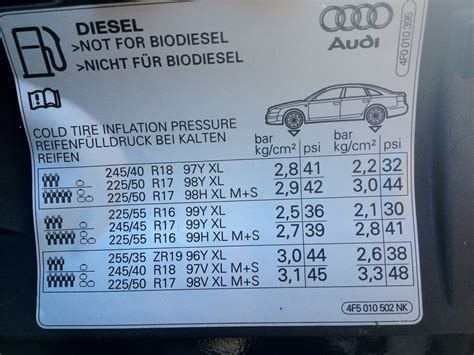 DIESEL
>NOT FOR BIODIESEL
>NICHT FÜR BIODIESEL
Audi
4F0 010 396
COLD TIRE INFLATION PRESSURE
REIFENFÜLLDRUCK BEI KALTEN
REIFEN
bar psi bar psi
kg/cm² kg/cm²
245/40 R18 97Y XL 2,8 41 2,2 32
225/50 R17 98Y XL
225/50 R17 98H XL M+S 2,9 42 3,0 44
225/55 R16 99Y XL 2,5 36 2,1 30
245/45 R17 99Y XL
225/55 R16 99H XL M+S 2,7 39 2,8 41
255/35 ZR19 96Y XL 3,0 44 2,6 38
245/40 R18 97V XL M+S
225/50 R17 98V XL M+S 3,1 45 3,3 48
4F5 010 502 NK